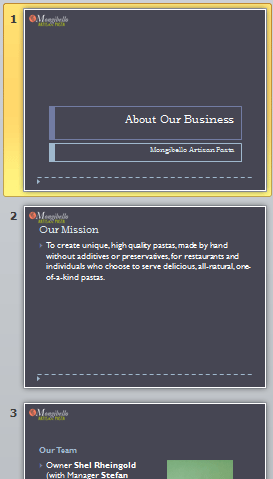 1
Mongibello
ARTISAN PASTA
About Our Business
Mongibello Artisan Pasta
2
Mongibello
ARTISAN PASTA
Our Mission
To create unique, high quality pastas, made by hand
without additives or preservatives, for restaurants and
individuals who choose to serve delicious, all-natural, one-
of-a-kind pastas.
3
Mongibello
ARTISAN PASTA
Our Team
Owner Shel Rheingold
(with Manager Stefan